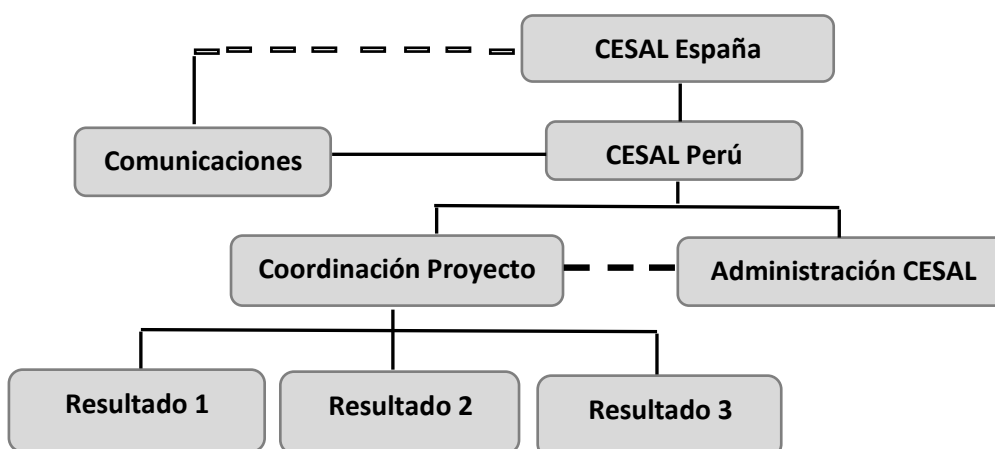 CESAL España
Comunicaciones
CESAL Perú
Coordinación Proyecto
Administración CESAL
Resultado 1
Resultado 2
Resultado 3